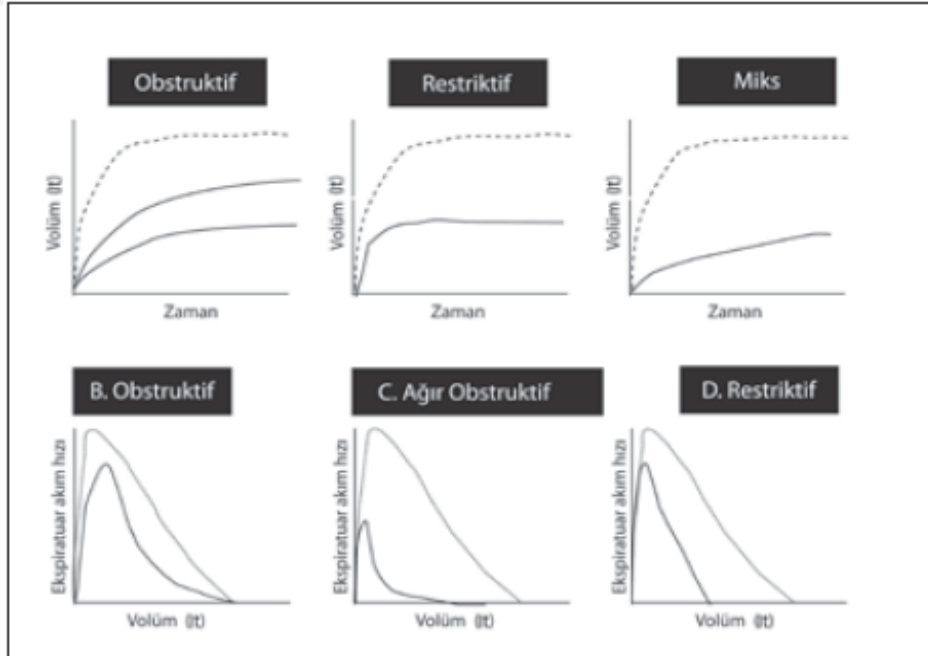 Obstruktif
Restriktif
Miks
Volüm (lt)
Volüm (lt)
Volüm (lt)
Zaman
Zaman
Zaman
B. Obstruktif
C. Ağır Obstruktif
D. Restriktif
Ekspiratuar akım hızı
Ekspiratuar akım hızı
Ekspiratuar akım hızı
Volüm (lt)
Volüm (lt)
Volüm (lt)